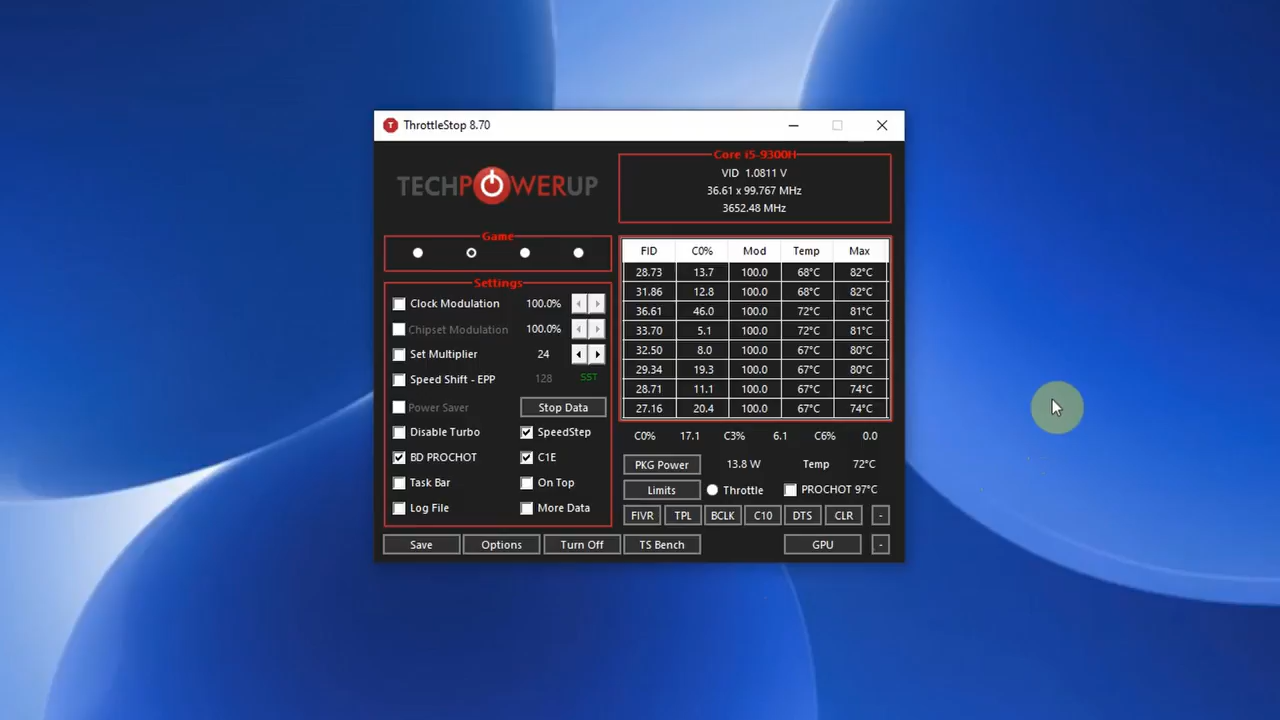 ThrottleStop 8.70
TECHPOWERUP
Core i5-9300H
VID 1.0811 V
36.61 x 99.767 MHz
3652.48 MHz
Game
Settings
Clock Modulation 100.0%
Chipset Modulation 100.0%
Set Multiplier 24
Speed Shift - EPP 128 SST
Power Saver Stop Data
Disable Turbo SpeedStep
BD PROCHOT C1E
Task Bar On Top
Log File More Data
FID C0% Mod Temp Max
28.73 13.7 100.0 68°C 82°C
31.86 12.8 100.0 68°C 82°C
36.61 46.0 100.0 72°C 81°C
33.70 5.1 100.0 72°C 81°C
32.50 8.0 100.0 67°C 80°C
29.34 19.3 100.0 67°C 80°C
28.71 11.1 100.0 67°C 74°C
27.16 20.4 100.0 67°C 74°C
C0% 17.1 C3% 6.1 C6% 0.0
PKG Power 13.8 W Temp 72°C
Limits Throttle PROCHOT 97°C
FIVR TPL BCLK C10 DTS CLR -
Save Options Turn Off TS Bench GPU -